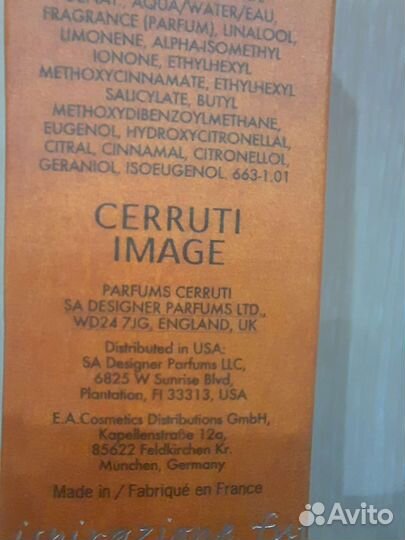 DENAT., AQUA/WATER/EAU,
FRAGRANCE (PARFUM), LINALOOL,
LIMONENE, ALPHA-ISOMETHYL
IONONE, ETHYLHEXYL
METHOXYCINNAMATE, ETHYLHEXYL
SALICYLATE, BUTYL
METHOXYDIBENZOYLMETHANE,
EUGENOL, HYDROXYCITRONELLAL,
CITRAL, CINNAMAL, CITRONELLOL,
GERANIOL, ISOEUGENOL. 663-1.01
CERRUTI
IMAGE
PARFUMS CERRUTI
SA DESIGNER PARFUMS LTD.,
WD24 7JG, ENGLAND, UK
Distributed in USA:
SA Designer Parfums LLC,
6825 W Sunrise Blvd,
Plantation, Fl 33313, USA
E.A.Cosmetics Distributions GmbH,
Kapellenstraße 12a,
85622 Feldkirchen Kr.
München, Germany
Made in / Fabriqué en France
ispirazione
Avito